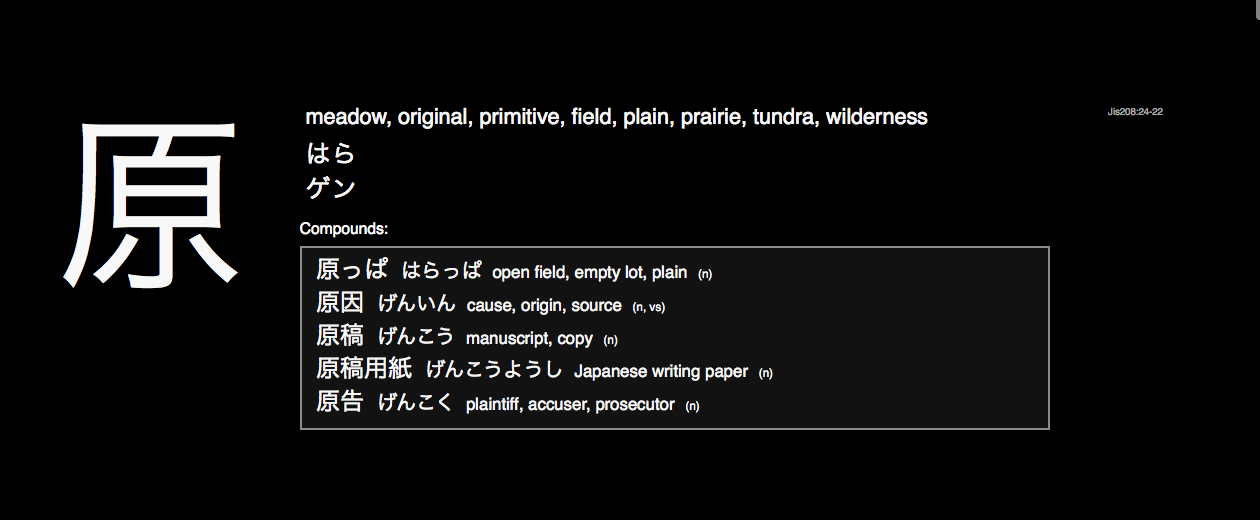 原
meadow, original, primitive, field, plain, prairie, tundra, wilderness
Jis208:24-22
はら
ゲン
Compounds:
原っぱ はらっぱ open field, empty lot, plain (n)
原因 げんいん cause, origin, source (n, vs)
原稿 げんこう manuscript, copy (n)
原稿用紙 げんこうようし Japanese writing paper (n)
原告 げんこく plaintiff, accuser, prosecutor (n)